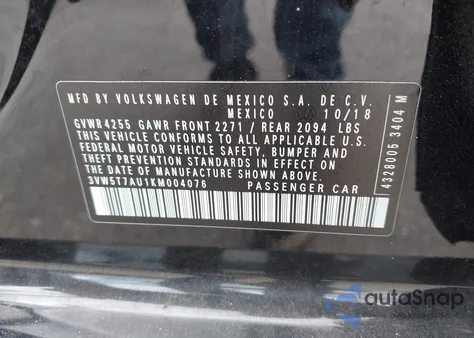 MFD BY VOLKSWAGEN DE MEXICO S.A. DE C.V.
MEXICO 10/18
GVWR4255 GAWR FRONT 2271 / REAR 2094 LBS
THIS VEHICLE CONFORMS TO ALL APPLICABLE U.S.
FEDERAL MOTOR VEHICLE SAFETY, BUMPER AND
THEFT PREVENTION STANDARDS IN EFFECT ON
THE DATE OF MANUFACTURE SHOWN ABOVE.
3VW5T7AU1KM004076 PASSENGER CAR
4328005 3404 M
autoSnap